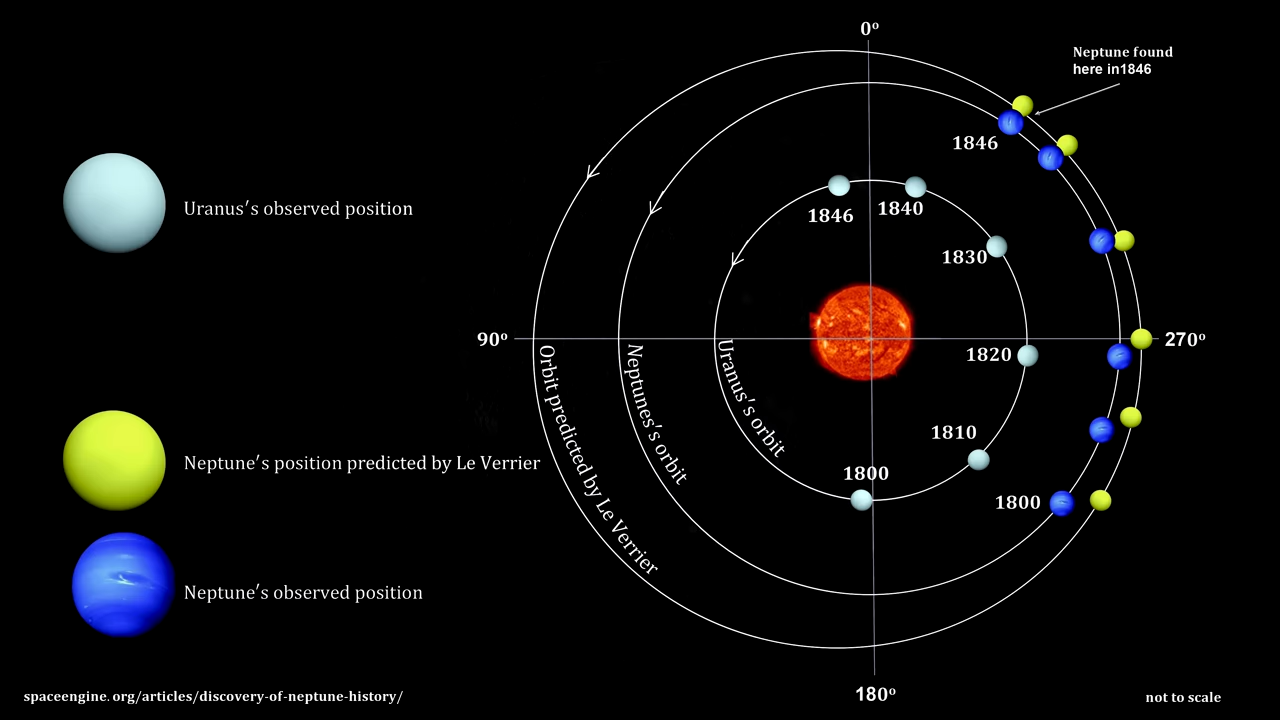 0º
Neptune found
here in1846
1846
1846
1840
Uranus's observed position
1830
90º
270º
1820
Orbit predicted by Le Verrier
Neptunes's orbit
Uranus's orbit
1810
Neptune's position predicted by Le Verrier
1800
1800
Neptune's observed position
180º
spaceengine. org/articles/discovery-of-neptune-history/
not to scale